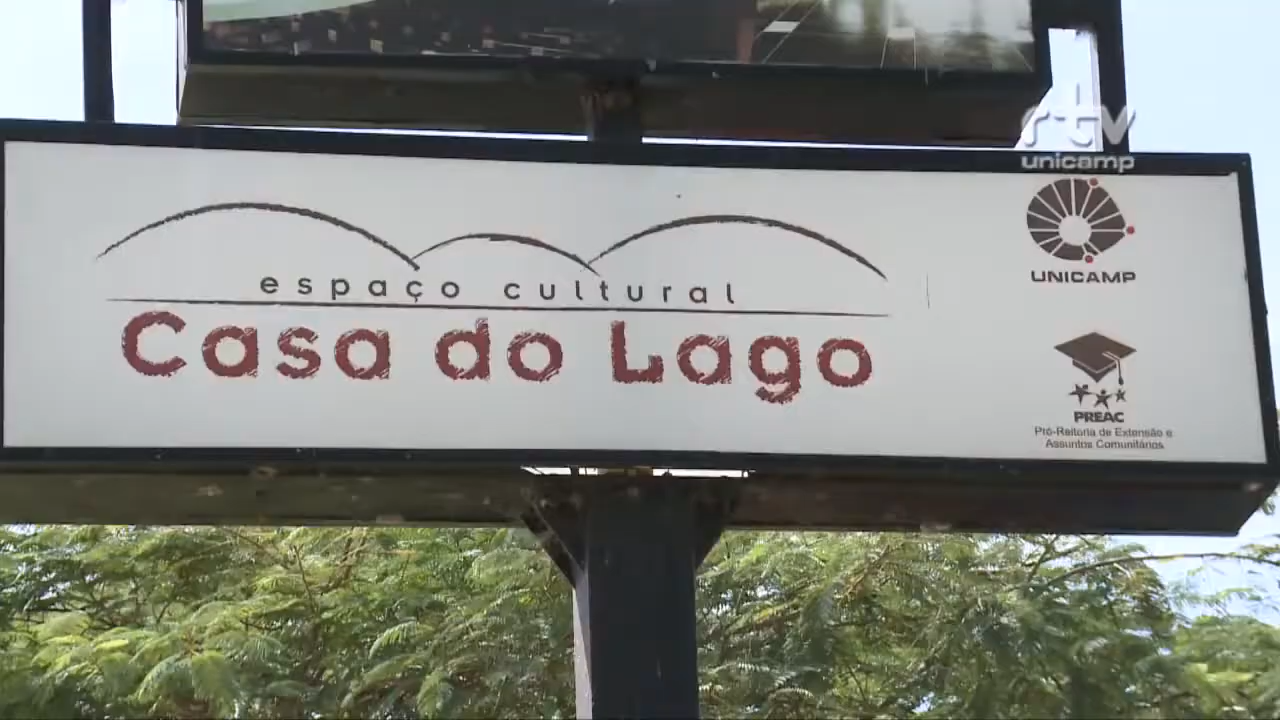 rtv
unicamp
espaço cultural
Casa do Lago
UNICAMP
PREAC
Pró-Reitoria de Extensão e
Assuntos Comunitários